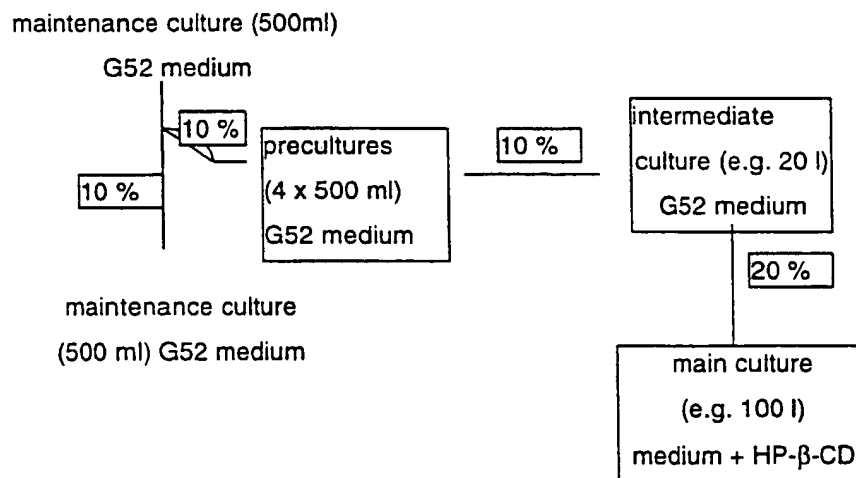 maintenance culture (500ml)
G52 medium
10 %
10 %
precultures
(4 x 500 ml)
G52 medium
10 %
intermediate
culture (e.g. 20 l)
G52 medium
20 %
maintenance culture
(500 ml) G52 medium
main culture
(e.g. 100 l)
medium + HP-β-CD